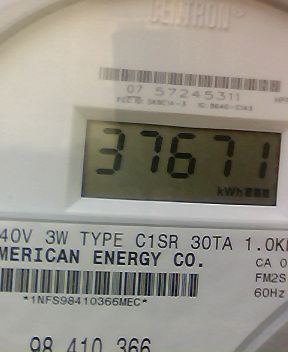 CENTRON
07 57245311
37671
kWh
40V 3W TYPE C1SR 30TA 1.0K
MERICAN ENERGY CO.
CA 0
FM2S
60Hz
*1NFS98410366MEC*
98 410 366